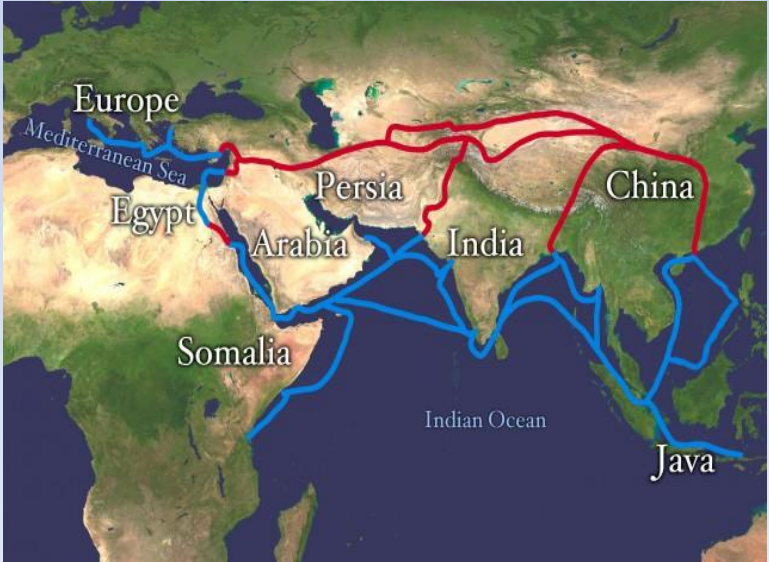 Europe
Mediterranean Sea
Egypt
Persia
Arabia
India
China
Somalia
Indian Ocean
Java